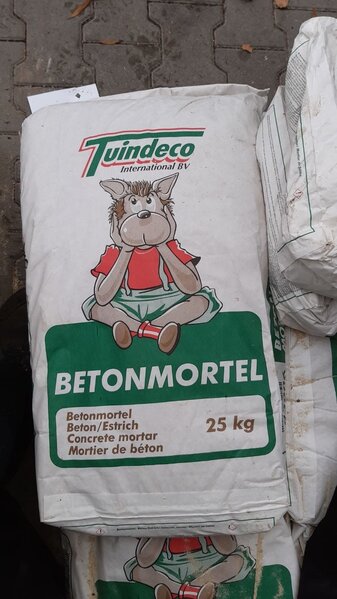 Tuindeco
International BV
BETONMORTEL
Betonmortel
Beton/Estrich
Concrete mortar
Mortier de béton
25 kg